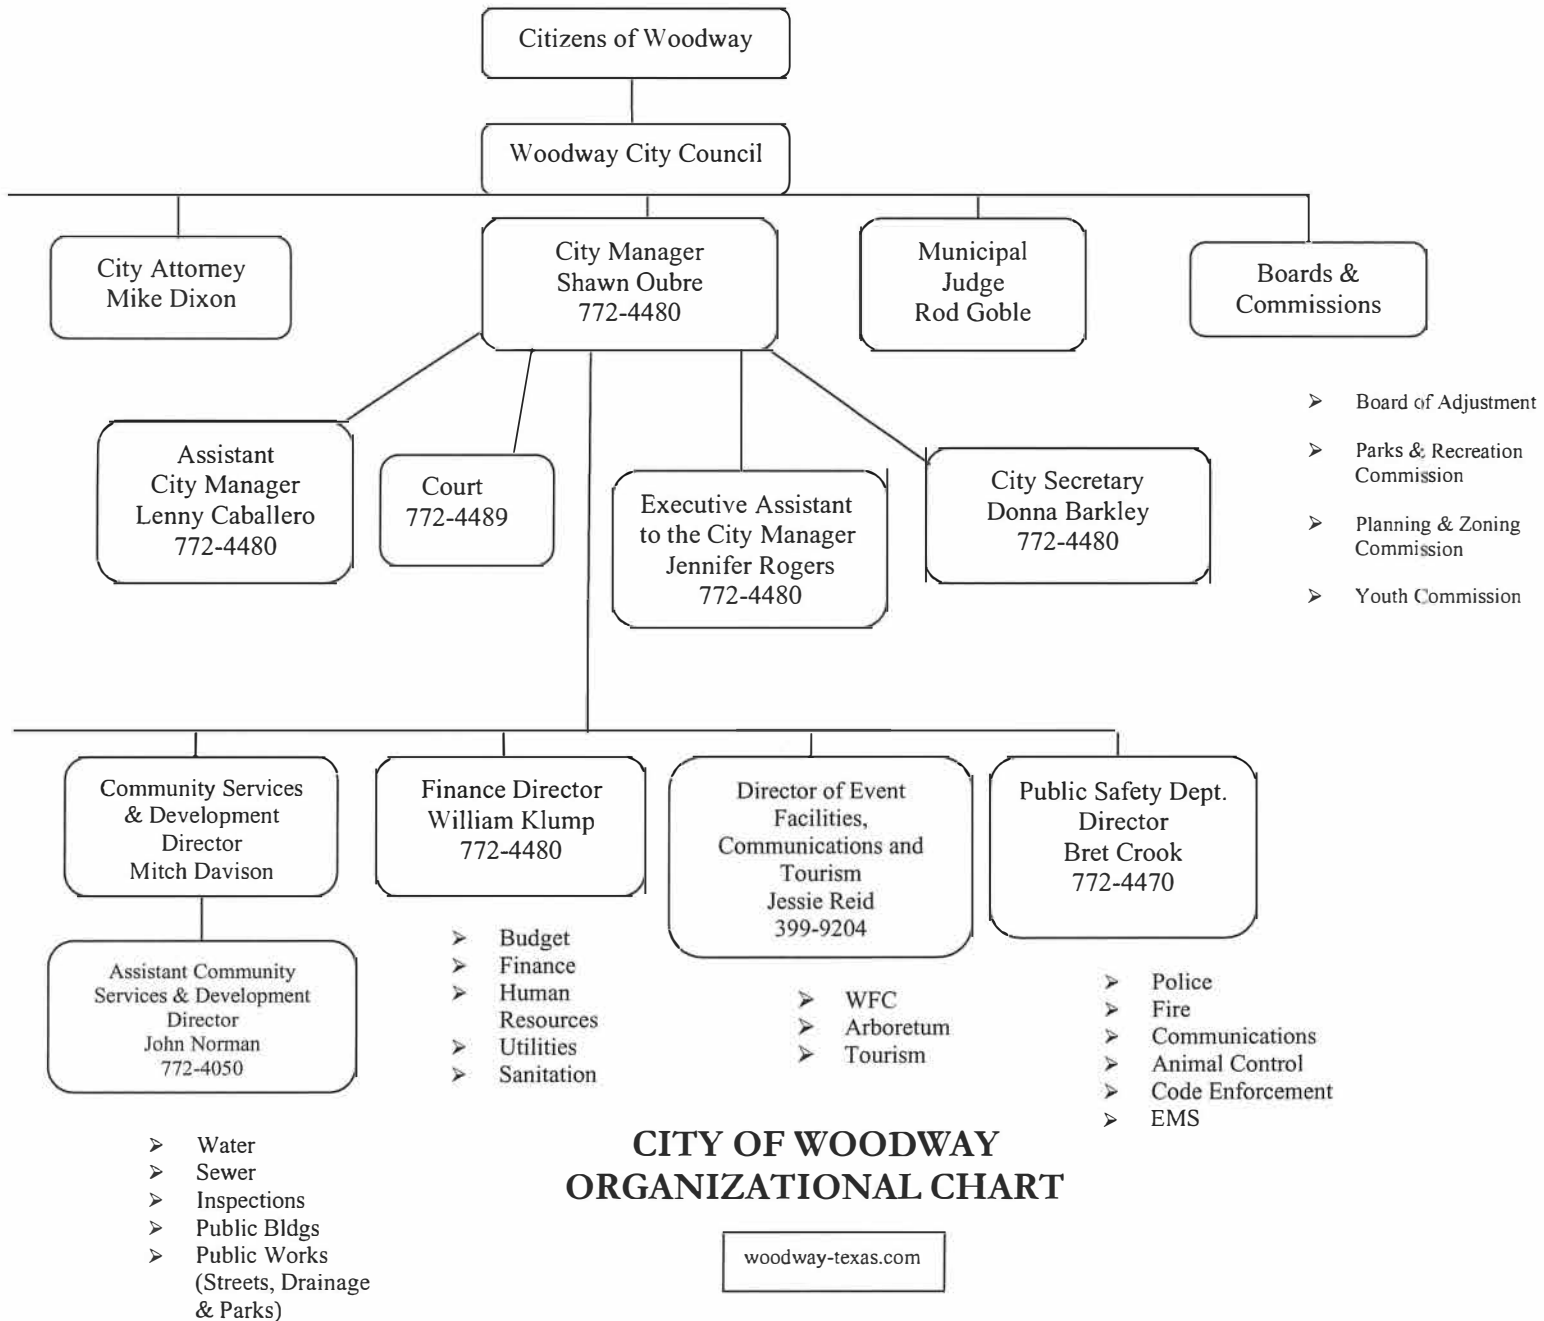 Citizens of Woodway
Woodway City Council
City Attorney
Mike Dixon
City Manager
Shawn Oubre
772-4480
Municipal
Judge
Rod Goble
Boards &
Commissions
➢ Board of Adjustment
➢ Parks & Recreation
Commission
➢ Planning & Zoning
Commission
➢ Youth Commission
Assistant
City Manager
Lenny Caballero
772-4480
Court
772-4489
Executive Assistant
to the City Manager
Jennifer Rogers
772-4480
City Secretary
Donna Barkley
772-4480
Community Services
& Development
Director
Mitch Davison
Assistant Community
Services & Development
Director
John Norman
772-4050
➢ Water
➢ Sewer
➢ Inspections
➢ Public Bldgs
➢ Public Works
(Streets, Drainage
& Parks)
Finance Director
William Klump
772-4480
➢ Budget
➢ Finance
➢ Human
Resources
➢ Utilities
➢ Sanitation
Director of Event
Facilities,
Communications and
Tourism
Jessie Reid
399-9204
➢ WFC
➢ Arboretum
➢ Tourism
Public Safety Dept.
Director
Bret Crook
772-4470
➢ Police
➢ Fire
➢ Communications
➢ Animal Control
➢ Code Enforcement
➢ EMS
CITY OF WOODWAY
ORGANIZATIONAL CHART
woodway-texas.com